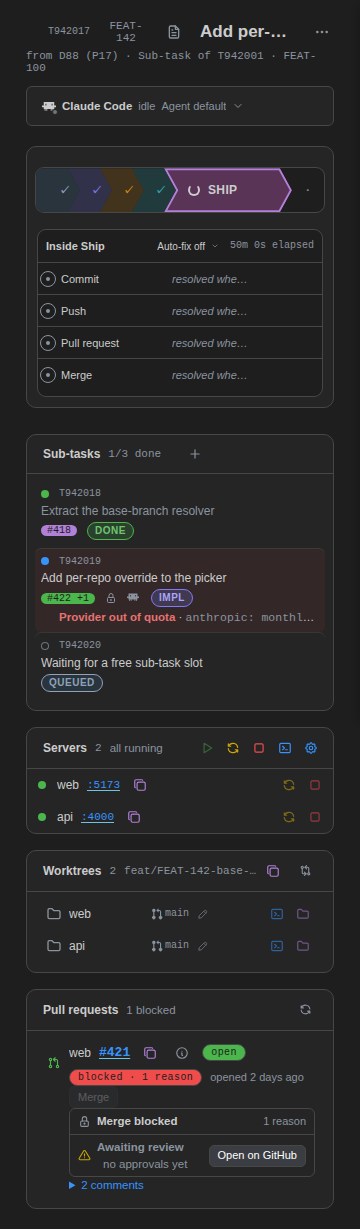 T942017 FEAT-142 Add per-…
from D88 (P17) · Sub-task of T942001 · FEAT-100
Claude Code idle Agent default
SHIP
Inside Ship Auto-fix off 50m 0s elapsed
Commit resolved whe…
Push resolved whe…
Pull request resolved whe…
Merge resolved whe…
Sub-tasks 1/3 done
T942018
Extract the base-branch resolver
#418 DONE
T942019
Add per-repo override to the picker
#422 +1 IMPL
Provider out of quota · anthropic: monthl…
T942020
Waiting for a free sub-task slot
QUEUED
Servers 2 all running
web :5173
api :4000
Worktrees 2 feat/FEAT-142-base-…
web main
api main
Pull requests 1 blocked
web #421 open
blocked · 1 reason opened 2 days ago
Merge
Merge blocked 1 reason
Awaiting review
no approvals yet
Open on GitHub
2 comments